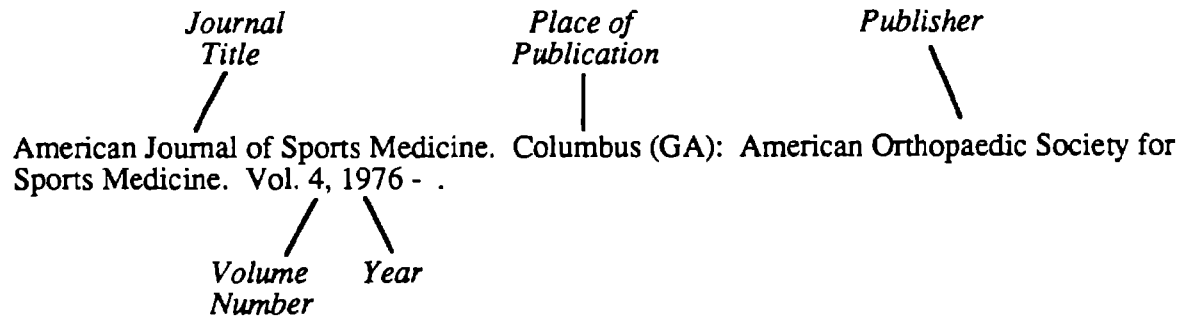 Journal Place of Publisher
Title Publication
American Journal of Sports Medicine. Columbus (GA): American Orthopaedic Society for
Sports Medicine. Vol. 4, 1976 - .
Volume Year
Number